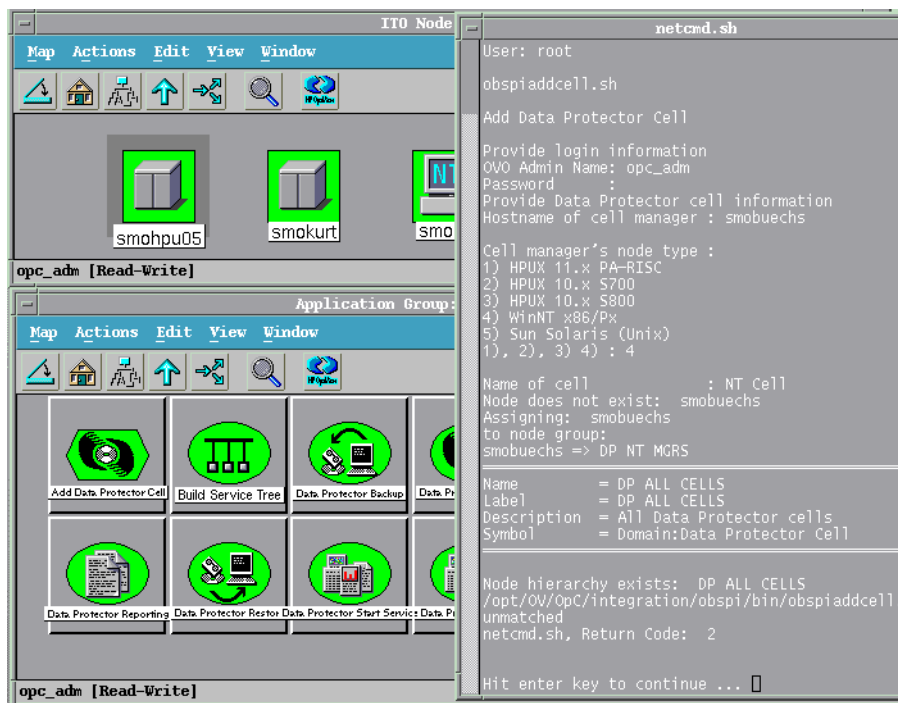 ITO Node
Map Actions Edit View Window
HP OpenView
NT
smohpu05
smokurt
smo
opc_adm [Read-Write]
Application Group:
Map Actions Edit View Window
HP OpenView
Add Data Protector Cell
Build Service Tree
Data Protector Backup
Data Pr
Data Protector Reporting
Data Protector Restor
Data Protector Start Service
Data Pr
opc_adm [Read-Write]
netcmd.sh
User: root
obspiaddcell.sh
Add Data Protector Cell
Provide login information
OVO Admin Name: opc_adm
Password :
Provide Data Protector cell information
Hostname of cell manager : smobuechs
Cell manager's node type :
1) HPUX 11.x PA-RISC
2) HPUX 10.x S700
3) HPUX 10.x S800
4) WinNT x86/Px
5) Sun Solaris (Unix)
1), 2), 3) 4) : 4
Name of cell : NT Cell
Node does not exist: smobuechs
Assigning: smobuechs
to node group:
smobuechs => DP NT MGRS
Name = DP ALL CELLS
Label = DP ALL CELLS
Description = All Data Protector cells
Symbol = Domain:Data Protector Cell
Node hierarchy exists: DP ALL CELLS
/opt/OV/OpC/integration/obspi/bin/obspiaddcell
unmatched
netcmd.sh, Return Code: 2
Hit enter key to continue ...